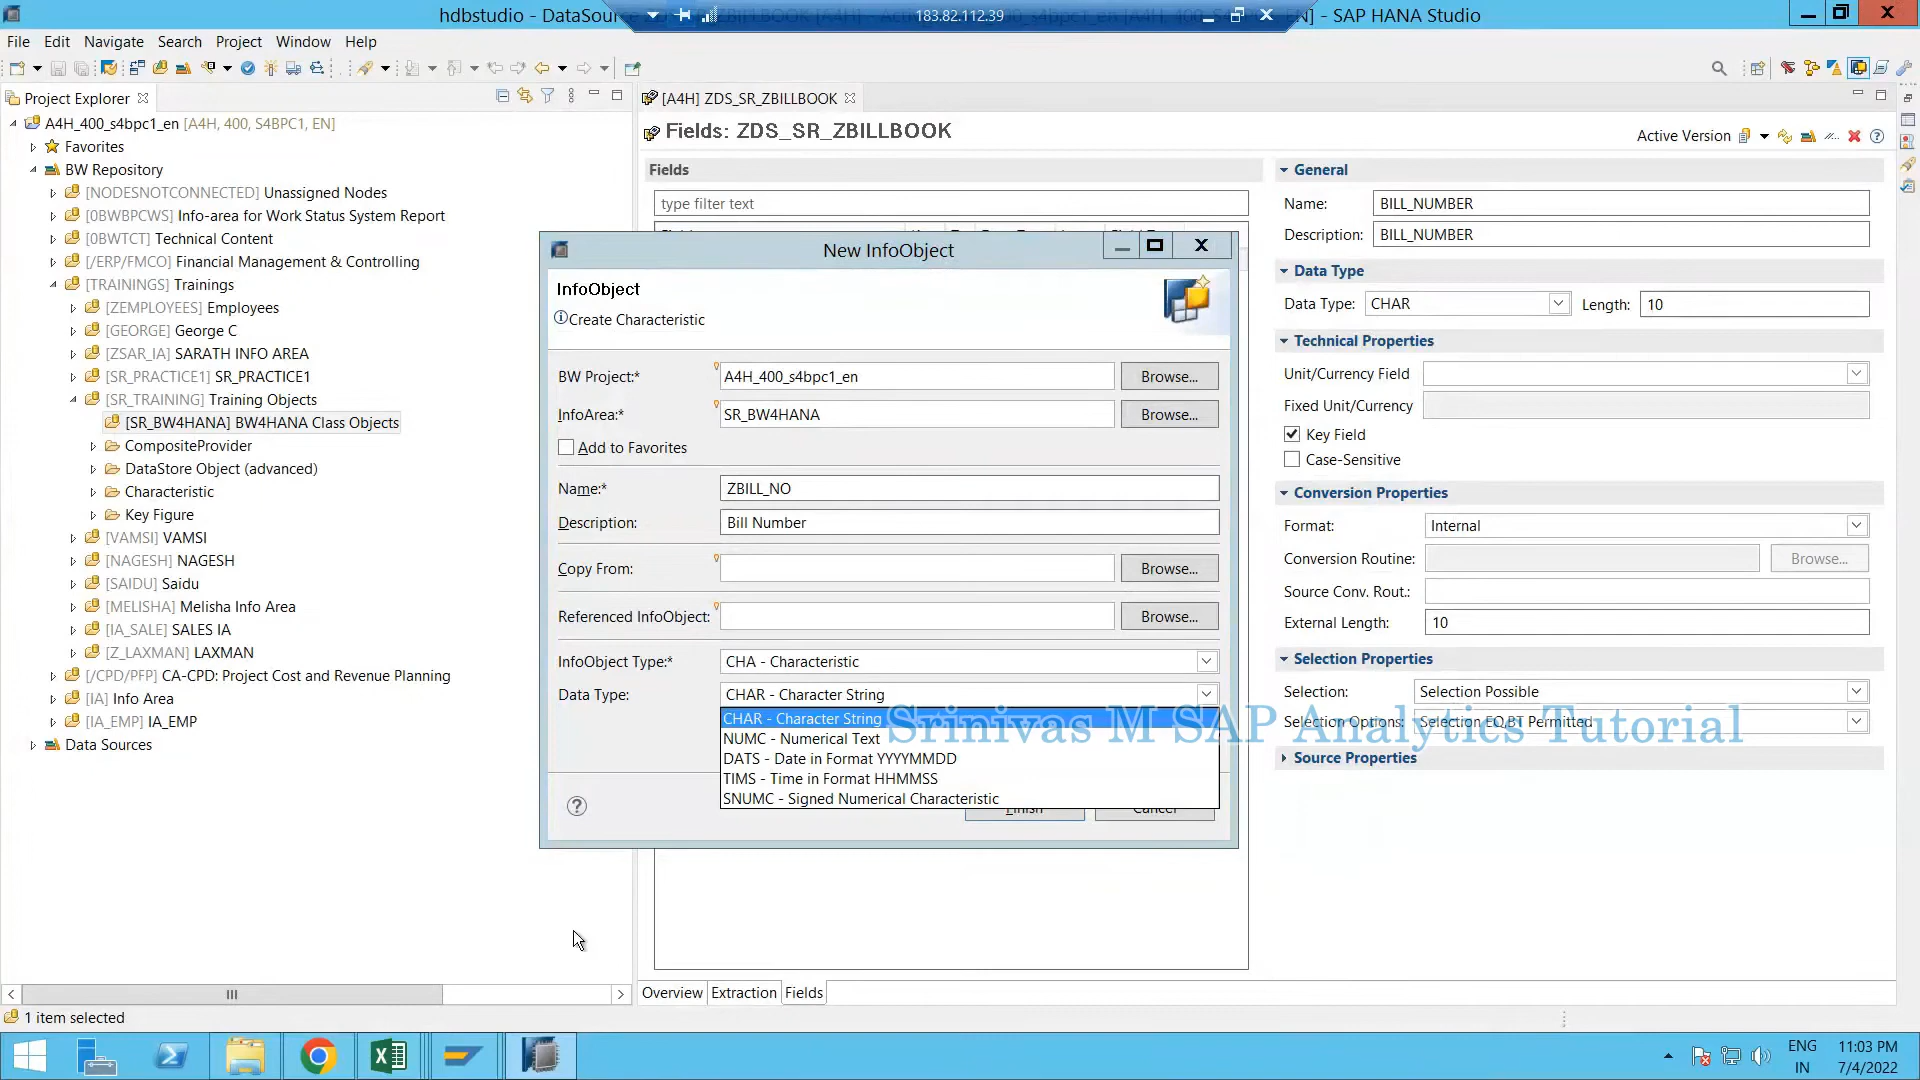 hdbstudio - DataSource
183.82.112.39
- SAP HANA Studio
File Edit Navigate Search Project Window Help
Project Explorer
[A4H] ZDS_SR_ZBILLBOOK
A4H_400_s4bpc1_en [A4H, 400, S4BPC1, EN]
Favorites
BW Repository
[NODESNOTCONNECTED] Unassigned Nodes
[0BWBPCWS] Info-area for Work Status System Report
[0BWTCT] Technical Content
[/ERP/FMCO] Financial Management & Controlling
[TRAININGS] Trainings
[ZEMPLOYEES] Employees
[GEORGE] George C
[ZSAR_IA] SARATH INFO AREA
[SR_PRACTICE1] SR_PRACTICE1
[SR_TRAINING] Training Objects
[SR_BW4HANA] BW4HANA Class Objects
CompositeProvider
DataStore Object (advanced)
Characteristic
Key Figure
[VAMSI] VAMSI
[NAGESH] NAGESH
[SAIDU] Saidu
[MELISHA] Melisha Info Area
[IA_SALE] SALES IA
[Z_LAXMAN] LAXMAN
[/CPD/PFP] CA-CPD: Project Cost and Revenue Planning
[IA] Info Area
[IA_EMP] IA_EMP
Data Sources
Fields: ZDS_SR_ZBILLBOOK
Active Version
Fields
type filter text
New InfoObject
InfoObject
Create Characteristic
BW Project:* A4H_400_s4bpc1_en Browse...
InfoArea:* SR_BW4HANA Browse...
Add to Favorites
Name:* ZBILL_NO
Description: Bill Number
Copy From: Browse...
Referenced InfoObject: Browse...
InfoObject Type:* CHA - Characteristic
Data Type: CHAR - Character String
CHAR - Character String
NUMC - Numerical Text
DATS - Date in Format YYYYMMDD
TIMS - Time in Format HHMMSS
SNUMC - Signed Numerical Characteristic
Finish Cancel
General
Name: BILL_NUMBER
Description: BILL_NUMBER
Data Type
Data Type: CHAR Length: 10
Technical Properties
Unit/Currency Field
Fixed Unit/Currency
Key Field
Case-Sensitive
Conversion Properties
Format: Internal
Conversion Routine: Browse...
Source Conv. Rout.:
External Length: 10
Selection Properties
Selection: Selection Possible
Selection Options: Selection EQ,BT Permitted
Srinivas M SAP Analytics Tutorial
Source Properties
Overview Extraction Fields
1 item selected
ENG
IN
11:03 PM
7/4/2022